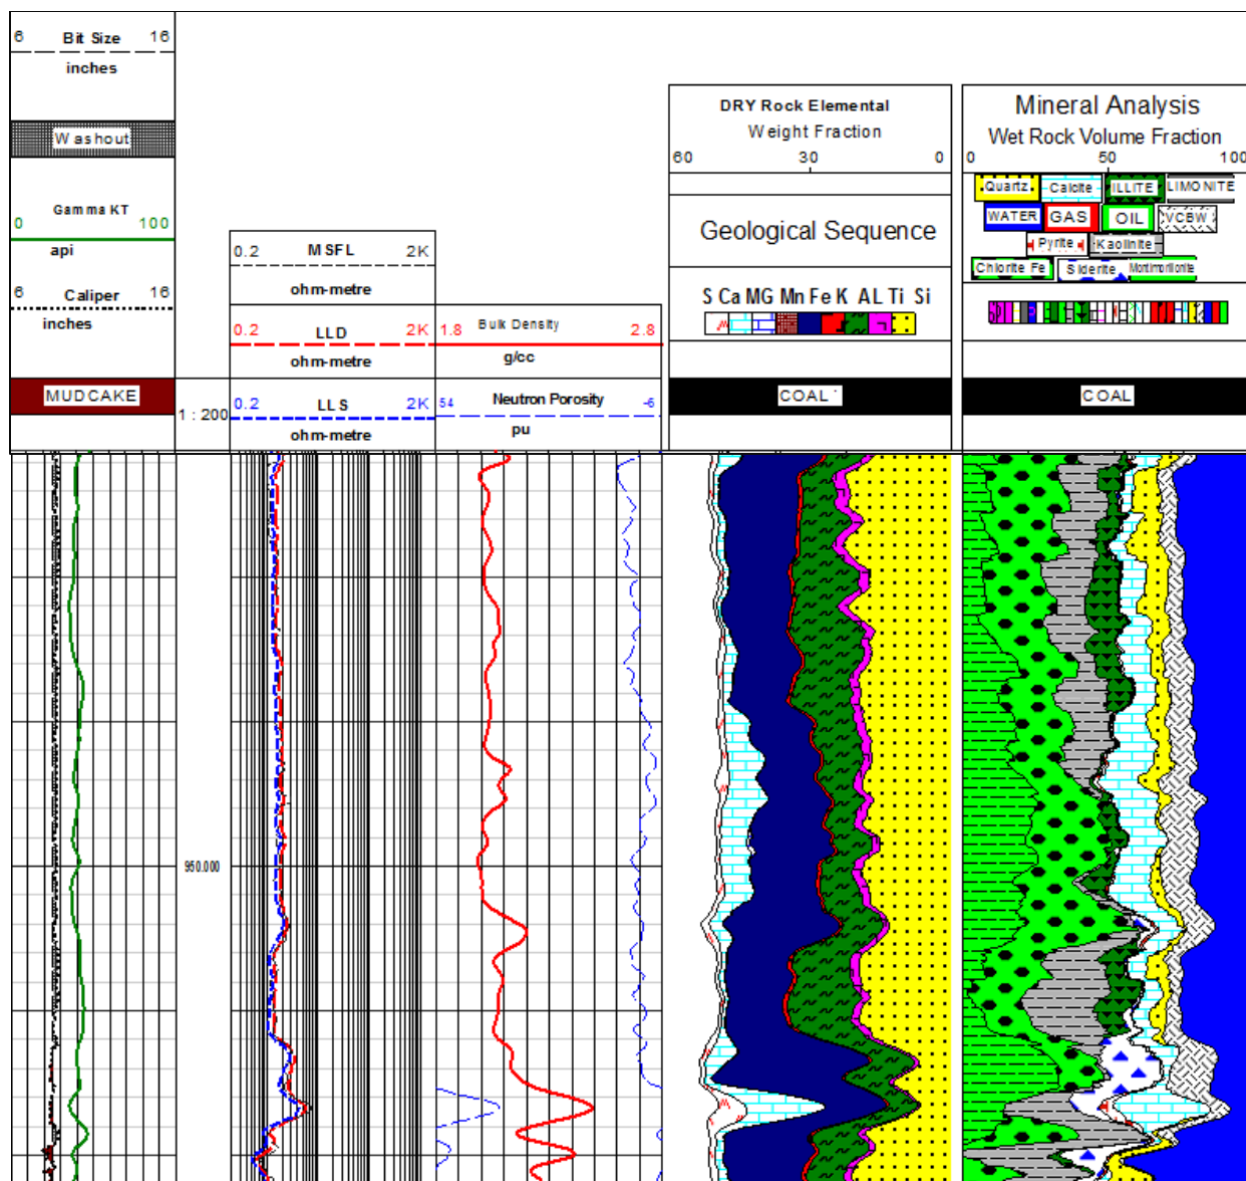 6 Bit Size 16
inches
Washout
Gamma KT
0 100
api
6 Caliper 16
inches
MUDCAKE
1 : 200
0.2 MSFL 2K
ohm-metre
0.2 LLD 2K
ohm-metre
0.2 LLS 2K
ohm-metre
1.8 Bulk Density 2.8
g/cc
54 Neutron Porosity -6
pu
DRY Rock Elemental
Weight Fraction
60 30 0
Geological Sequence
S Ca MG Mn Fe K AL Ti Si
COAL
Mineral Analysis
Wet Rock Volume Fraction
0 50 100
Quartz Calcite ILLITE LIMONITE
WATER GAS OIL VCBW
Pyrite Kaolinite
Chlorite Fe Siderite Montmorillonite
COAL
950.000